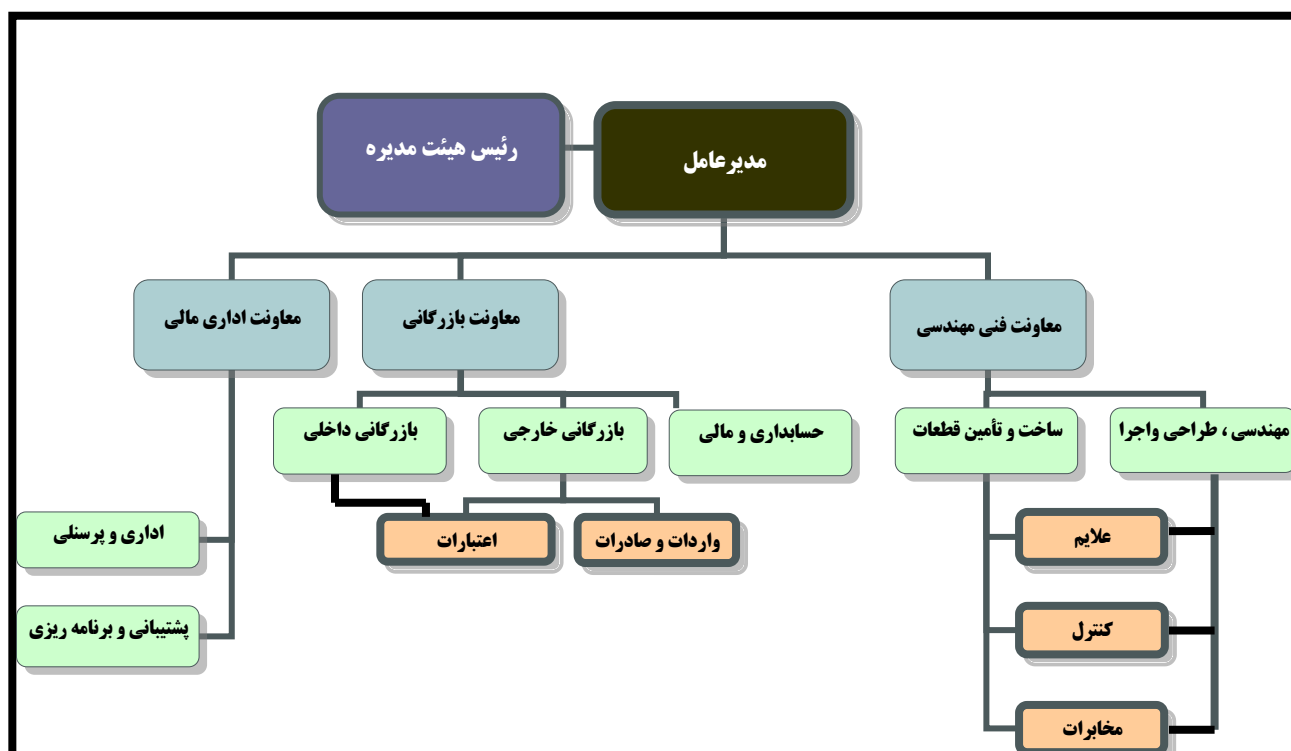 مدیرعامل
رئیس هیئت مدیره
معاونت فنی مهندسی
معاونت بازرگانی
معاونت اداری مالی
مهندسی ، طراحی واجرا
ساخت و تأمین قطعات
حسابداری و مالی
بازرگانی خارجی
بازرگانی داخلی
علایم
واردات و صادرات
اعتبارات
اداری و پرسنلی
کنترل
پشتیبانی و برنامه ریزی
مخابرات